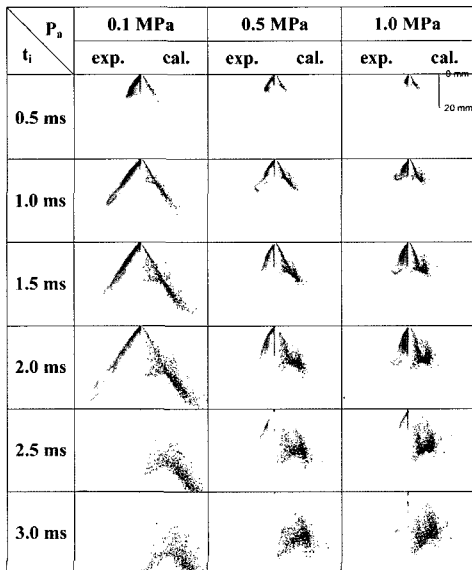 Pa 0.1 MPa 0.5 MPa 1.0 MPa
ti exp. cal. exp. cal. exp. cal.
0 mm
20 mm
0.5 ms
1.0 ms
1.5 ms
2.0 ms
2.5 ms
3.0 ms